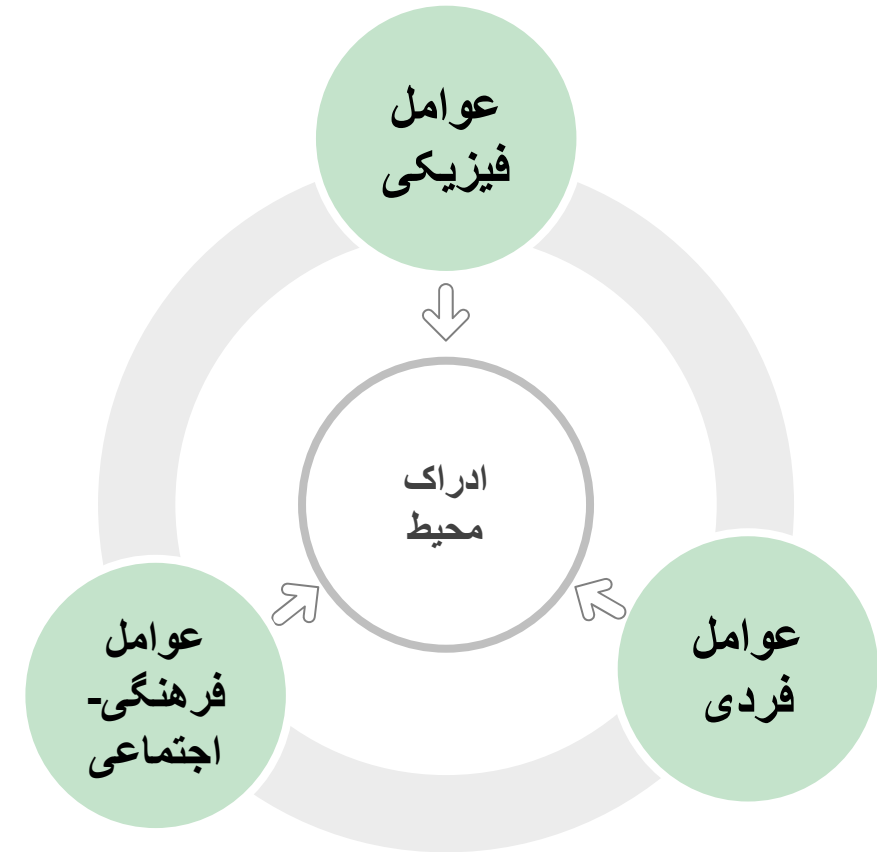 عوامل
فیزیکی
ادراک
محیط
عوامل
فردی
عوامل
فرهنگی-
اجتماعی